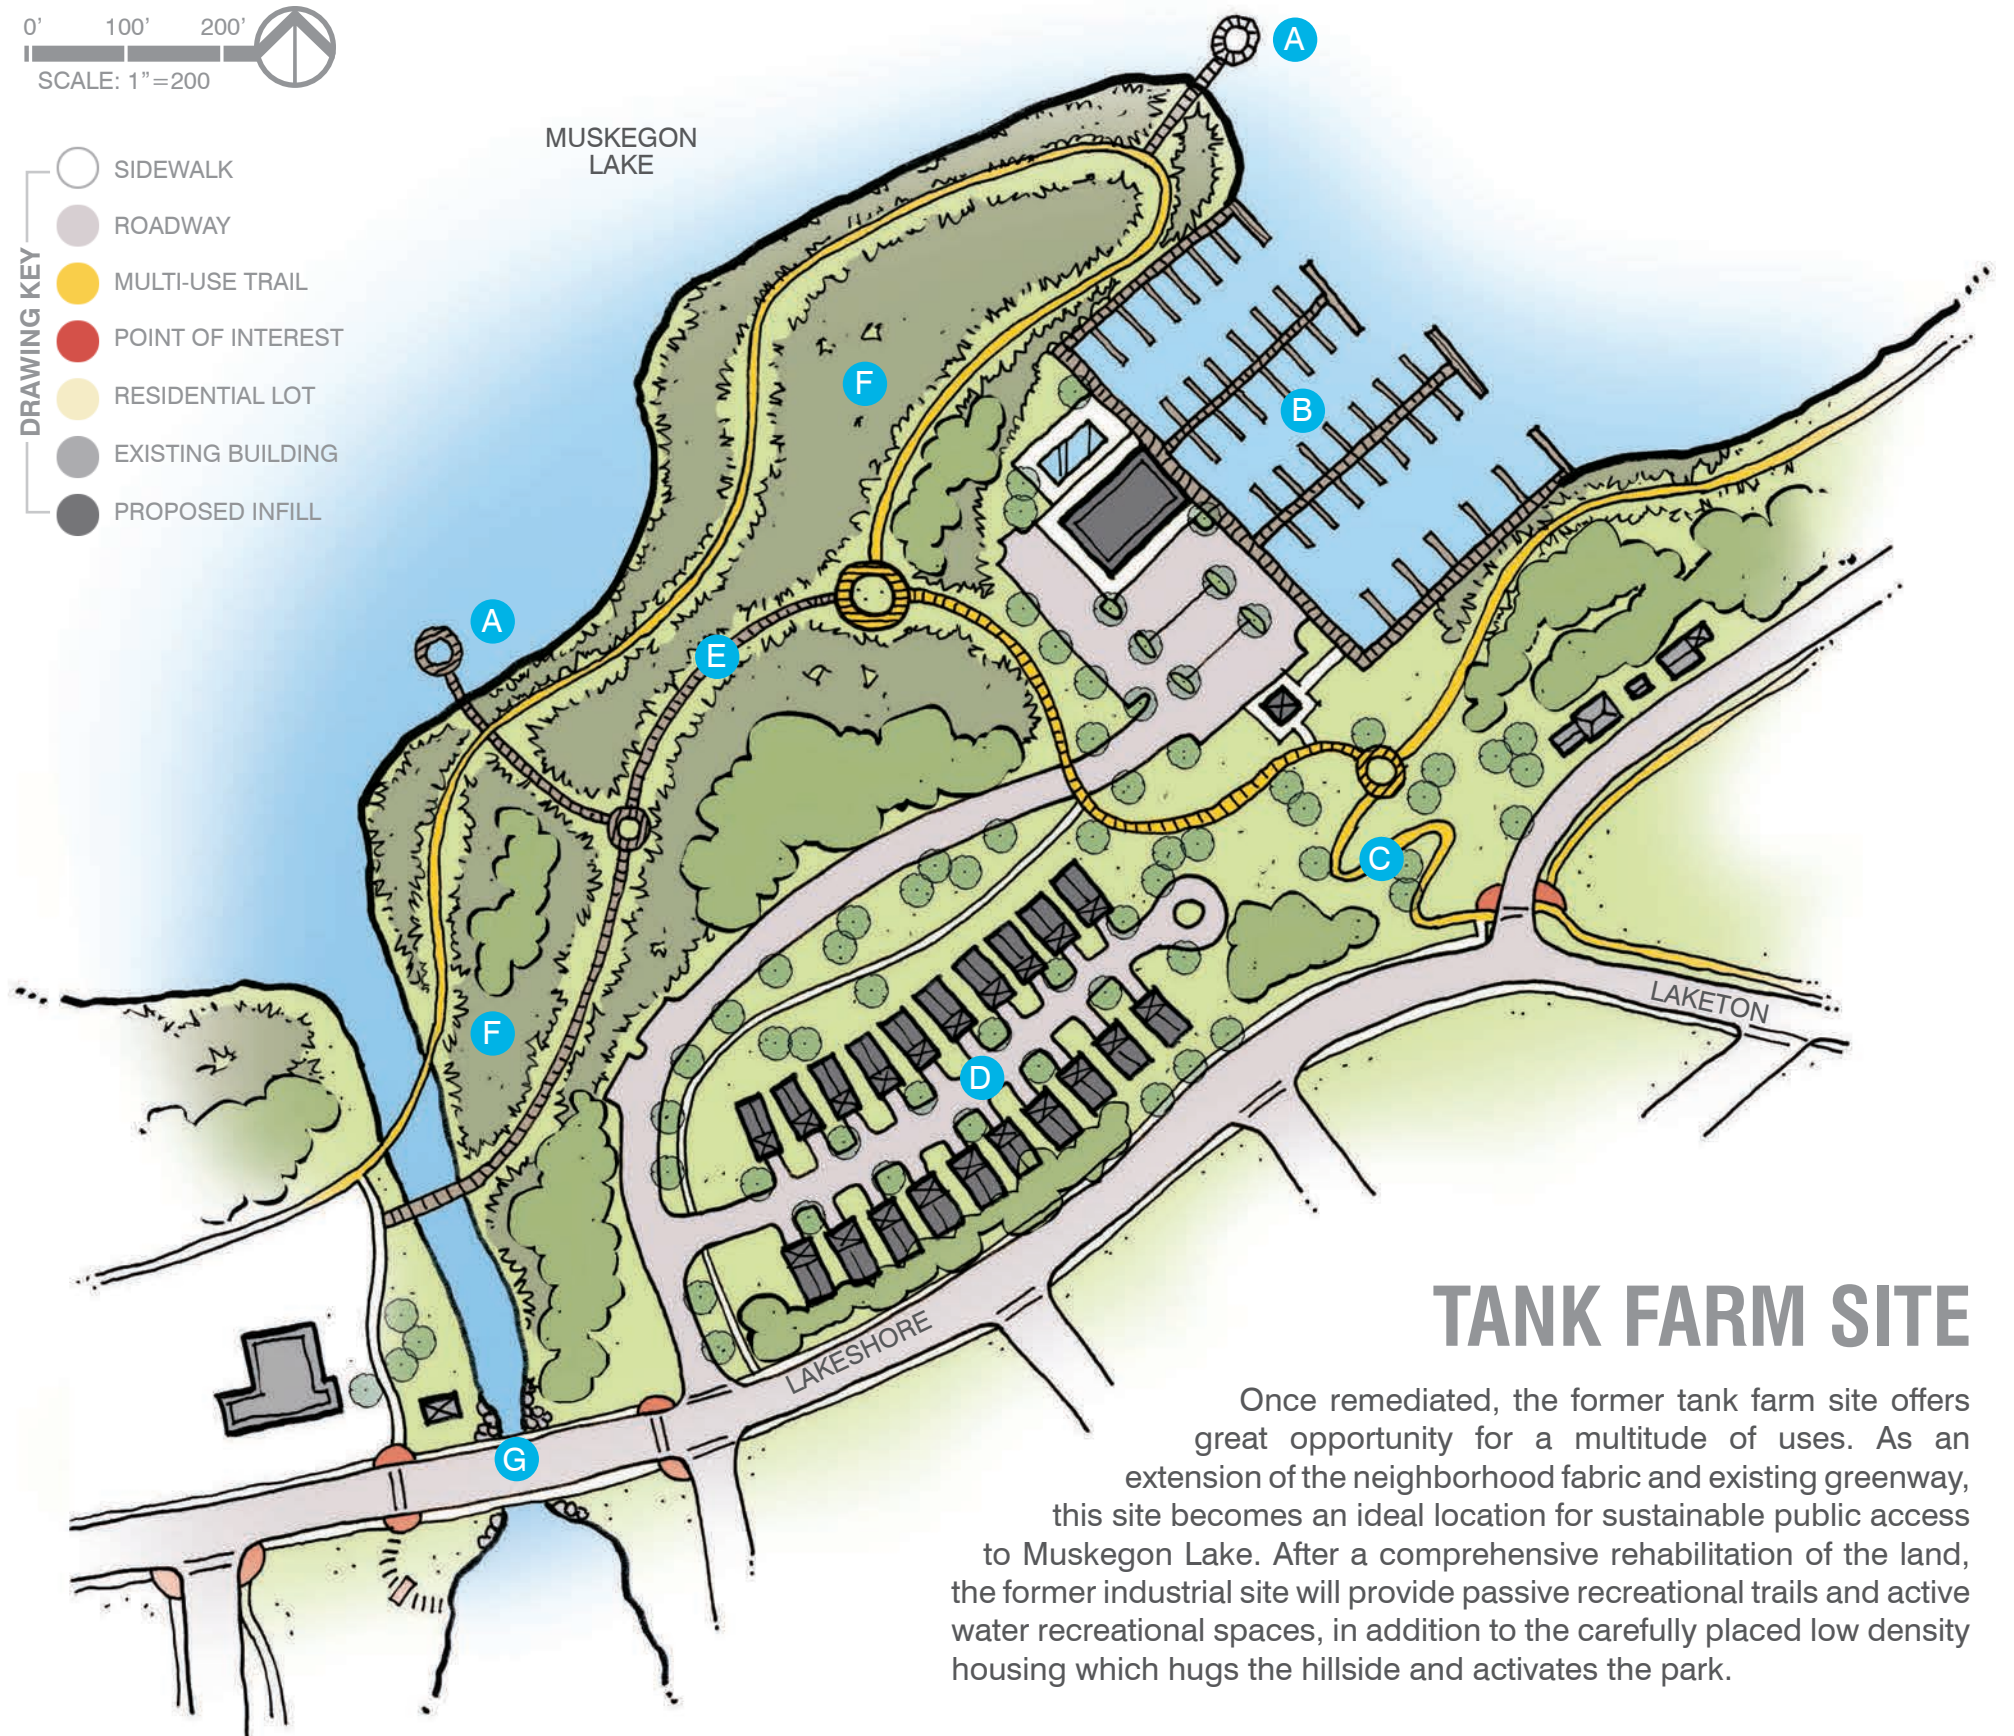 0' 100' 200'
SCALE: 1”=200
DRAWING KEY
SIDEWALK
ROADWAY
MULTI-USE TRAIL
POINT OF INTEREST
RESIDENTIAL LOT
EXISTING BUILDING
PROPOSED INFILL
MUSKEGON
LAKE
A
B
F
A
E
C
F
D
G
LAKETON
LAKESHORE
TANK FARM SITE
Once remediated, the former tank farm site offers
great opportunity for a multitude of uses. As an
extension of the neighborhood fabric and existing greenway,
this site becomes an ideal location for sustainable public access
to Muskegon Lake. After a comprehensive rehabilitation of the land,
the former industrial site will provide passive recreational trails and active
water recreational spaces, in addition to the carefully placed low density
housing which hugs the hillside and activates the park.